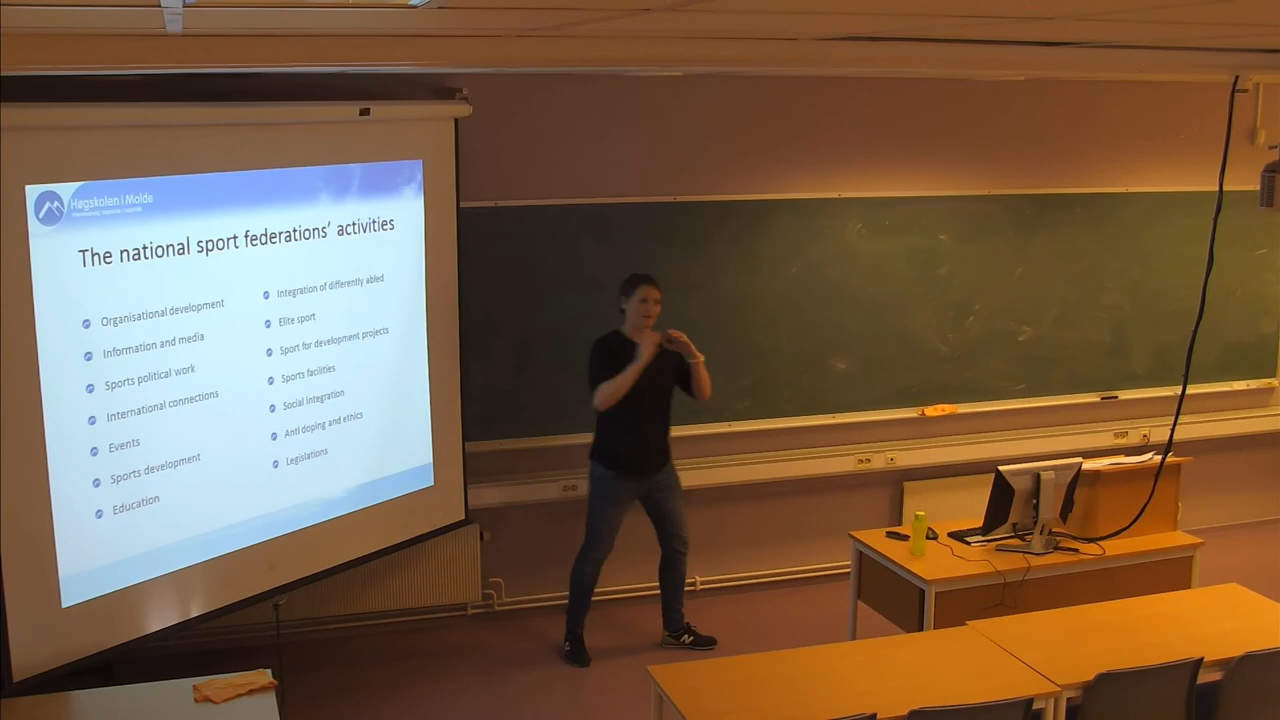 Høgskolen i Molde
The national sport federations' activities
Organisational development
Information and media
Sports political work
International connections
Events
Sports development
Education
Integration of differently abled
Elite sport
Sport for development projects
Sports facilities
Social integration
Anti doping and ethics
Legislations
N